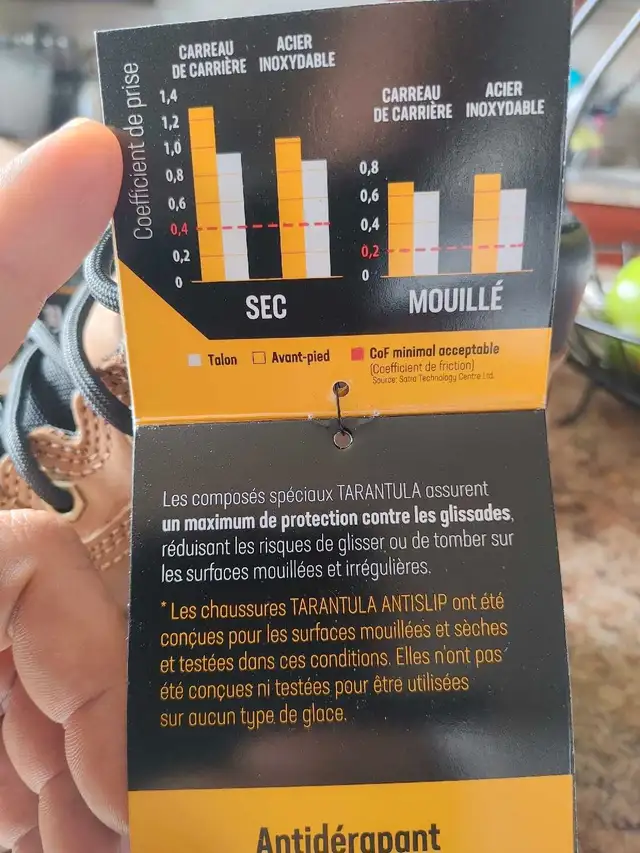 CARREAU
DE CARRIÈRE
ACIER
INOXYDABLE
CARREAU
DE CARRIÈRE
ACIER
INOXYDABLE
Coefficient de prise
1,4
1,2
1,0
0,8
0,6
0,4
0,2
0
0,8
0,6
0,4
0,2
0
SEC
MOUILLÉ
Talon
Avant-pied
CoF minimal acceptable
(Coefficient de friction)
Source: Satra Technology Centre Ltd.
Les composés spéciaux TARANTULA assurent
un maximum de protection contre les glissades,
réduisant les risques de glisser ou de tomber sur
les surfaces mouillées et irrégulières.
* Les chaussures TARANTULA ANTISLIP ont été
conçues pour les surfaces mouillées et sèches
et testées dans ces conditions. Elles n'ont pas
été conçues ni testées pour être utilisées
sur aucun type de glace.
Antidérapant